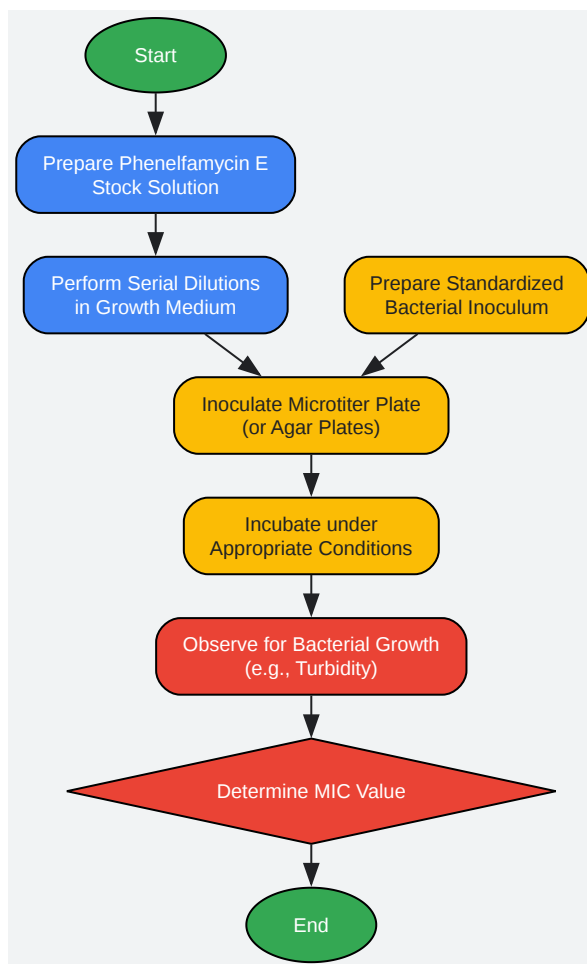 Start
Prepare Phenelfamycin E
Stock Solution
Perform Serial Dilutions
in Growth Medium
Prepare Standardized
Bacterial Inoculum
Inoculate Microtiter Plate
(or Agar Plates)
Incubate under
Appropriate Conditions
Observe for Bacterial Growth
(e.g., Turbidity)
Determine MIC Value
End